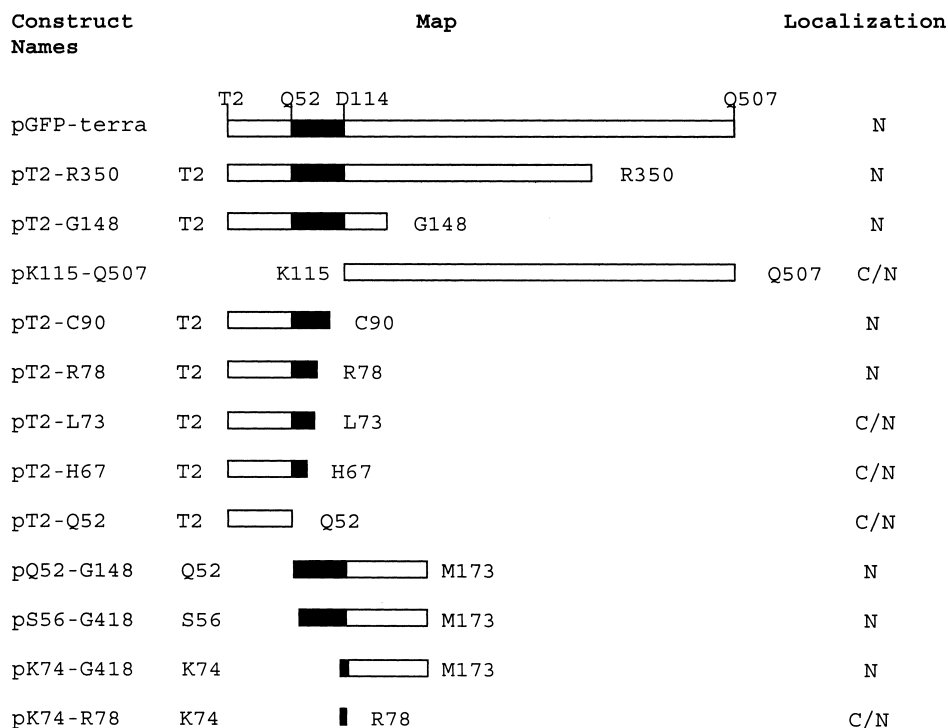 Construct Names Map Localization
T2 Q52 D114 Q507
pGFP-terra N
pT2-R350 T2 R350 N
pT2-G148 T2 G148 N
pK115-Q507 K115 Q507 C/N
pT2-C90 T2 C90 N
pT2-R78 T2 R78 N
pT2-L73 T2 L73 C/N
pT2-H67 T2 H67 C/N
pT2-Q52 T2 Q52 C/N
pQ52-G148 Q52 M173 N
pS56-G418 S56 M173 N
pK74-G418 K74 M173 N
pK74-R78 K74 R78 C/N